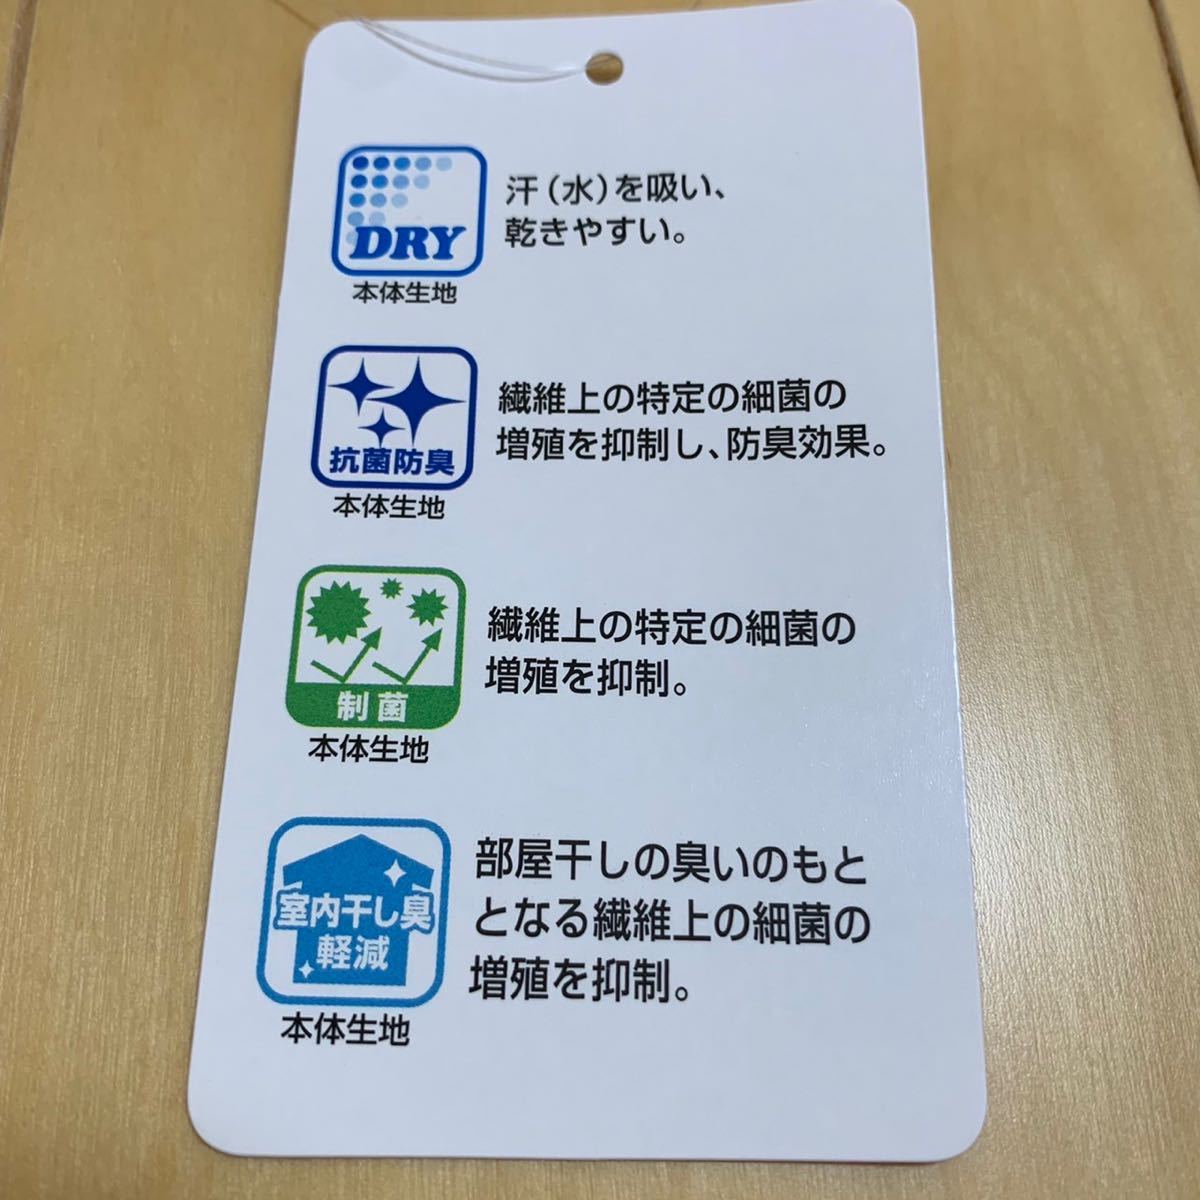 DRY
本体生地
汗(水)を吸い、
乾きやすい。
抗菌防臭
本体生地
繊維上の特定の細菌の
増殖を抑制し、防臭効果。
制菌
本体生地
繊維上の特定の細菌の
増殖を抑制。
室内干し臭
軽減
本体生地
部屋干しの臭いのもと
となる繊維上の細菌の
増殖を抑制。